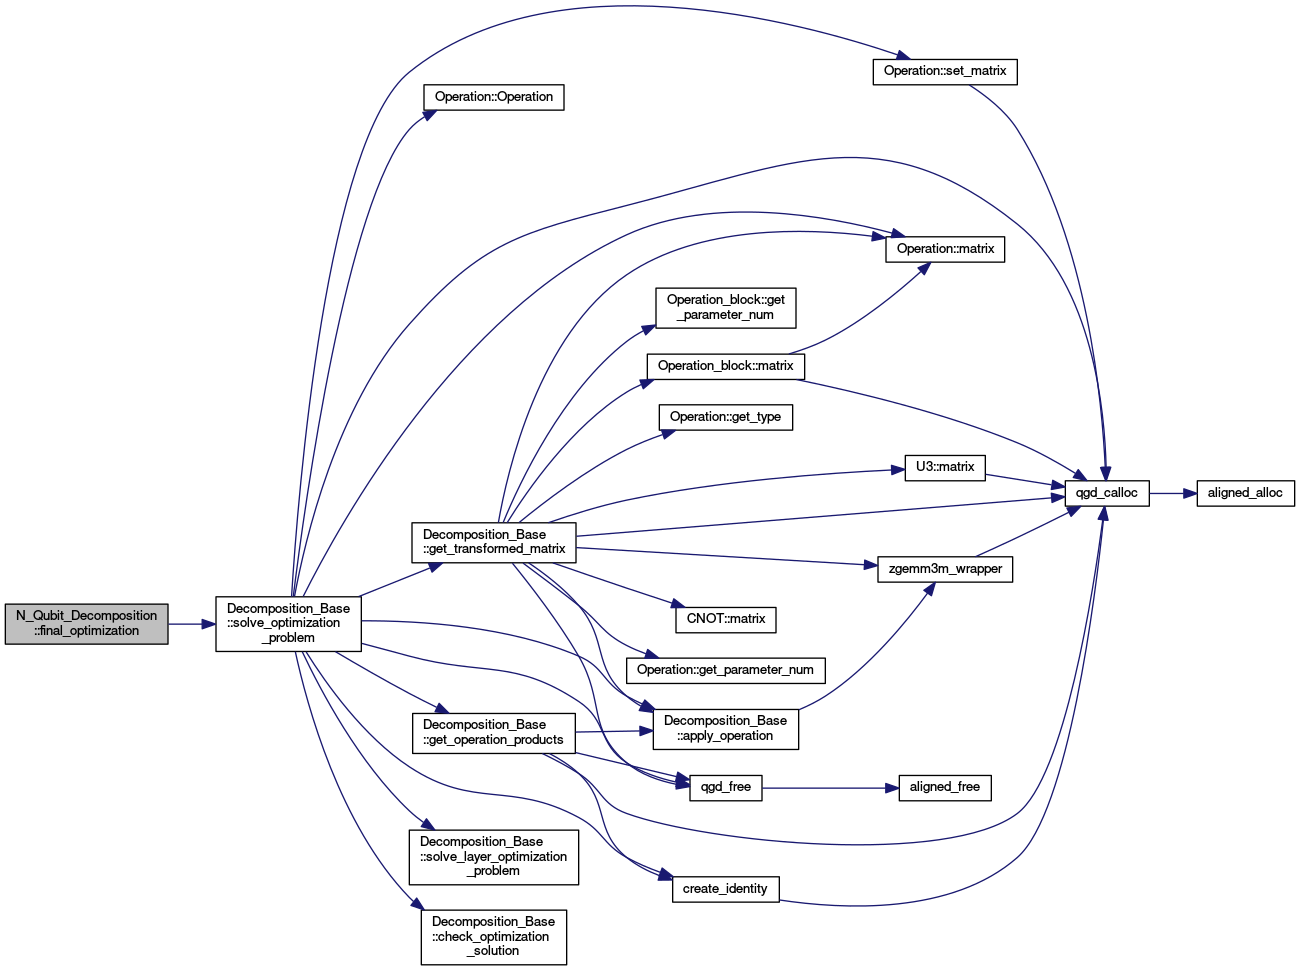 Operation::set_matrix
Operation::Operation
Operation::matrix
Operation_block::get
_parameter_num
Operation_block::matrix
Operation::get_type
U3::matrix
qgd_calloc
aligned_alloc
Decomposition_Base
::get_transformed_matrix
zgemm3m_wrapper
N_Qubit_Decomposition
::final_optimization
Decomposition_Base
::solve_optimization
_problem
CNOT::matrix
Operation::get_parameter_num
Decomposition_Base
::get_operation_products
Decomposition_Base
::apply_operation
qgd_free
aligned_free
Decomposition_Base
::solve_layer_optimization
_problem
create_identity
Decomposition_Base
::check_optimization
_solution